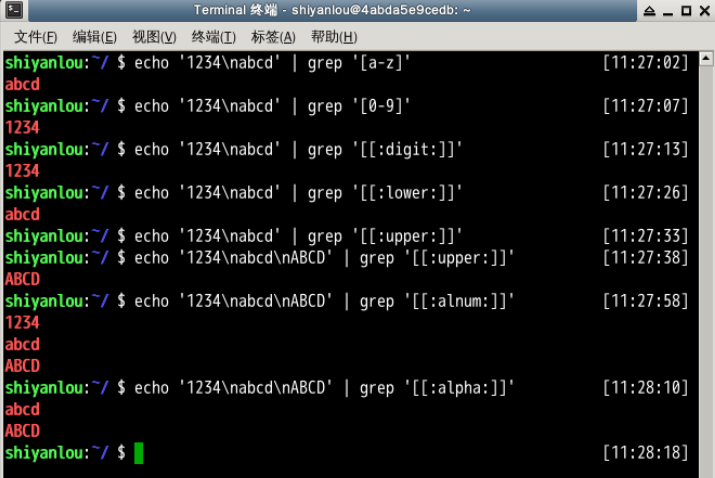 Terminal 终端 - shiyanlou@4abda5e9cedb: ~
文件(F) 编辑(E) 视图(V) 终端(T) 标签(A) 帮助(H)
shiyanlou:~/ $ echo '1234\nabcd' | grep '[a-z]' [11:27:02]
abcd
shiyanlou:~/ $ echo '1234\nabcd' | grep '[0-9]' [11:27:07]
1234
shiyanlou:~/ $ echo '1234\nabcd' | grep '[[:digit:]]' [11:27:13]
1234
shiyanlou:~/ $ echo '1234\nabcd' | grep '[[:lower:]]' [11:27:26]
abcd
shiyanlou:~/ $ echo '1234\nabcd' | grep '[[:upper:]]' [11:27:33]
shiyanlou:~/ $ echo '1234\nabcd\nABCD' | grep '[[:upper:]]' [11:27:38]
ABCD
shiyanlou:~/ $ echo '1234\nabcd\nABCD' | grep '[[:alnum:]]' [11:27:58]
1234
abcd
ABCD
shiyanlou:~/ $ echo '1234\nabcd\nABCD' | grep '[[:alpha:]]' [11:28:10]
abcd
ABCD
shiyanlou:~/ $ [11:28:18]